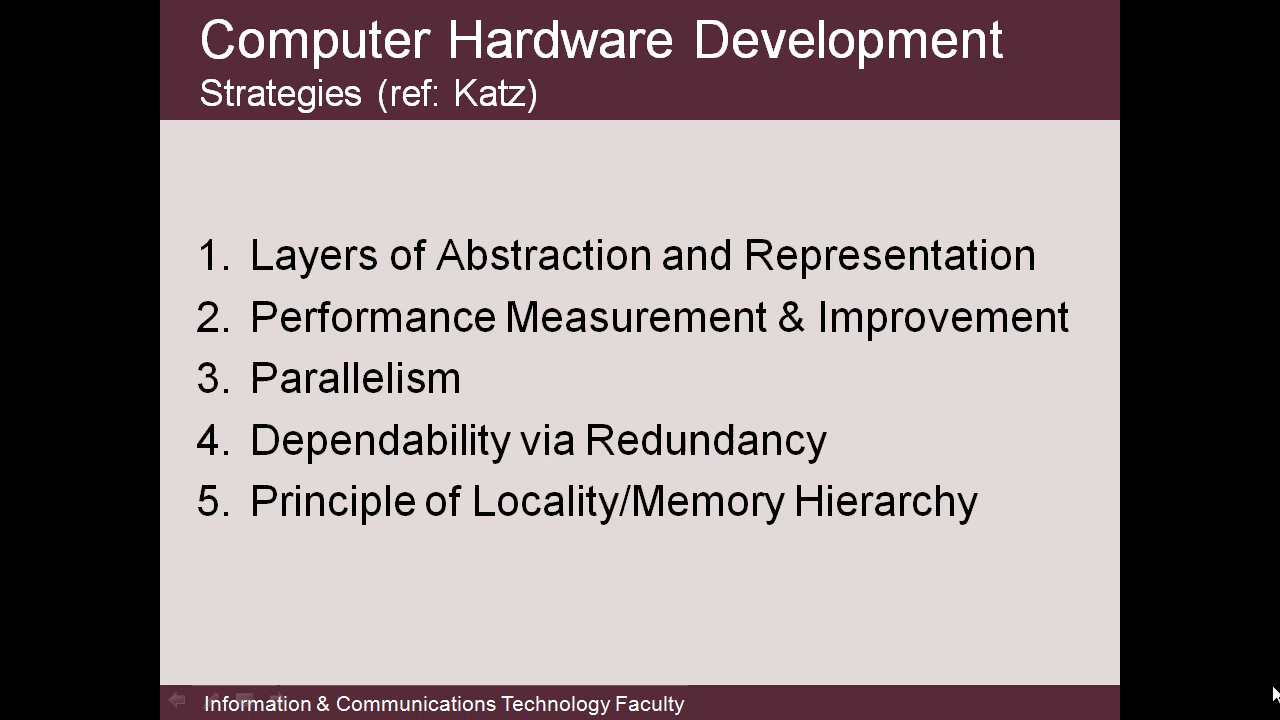 Computer Hardware Development
Strategies (ref: Katz)
1. Layers of Abstraction and Representation
2. Performance Measurement & Improvement
3. Parallelism
4. Dependability via Redundancy
5. Principle of Locality/Memory Hierarchy
Information & Communications Technology Faculty